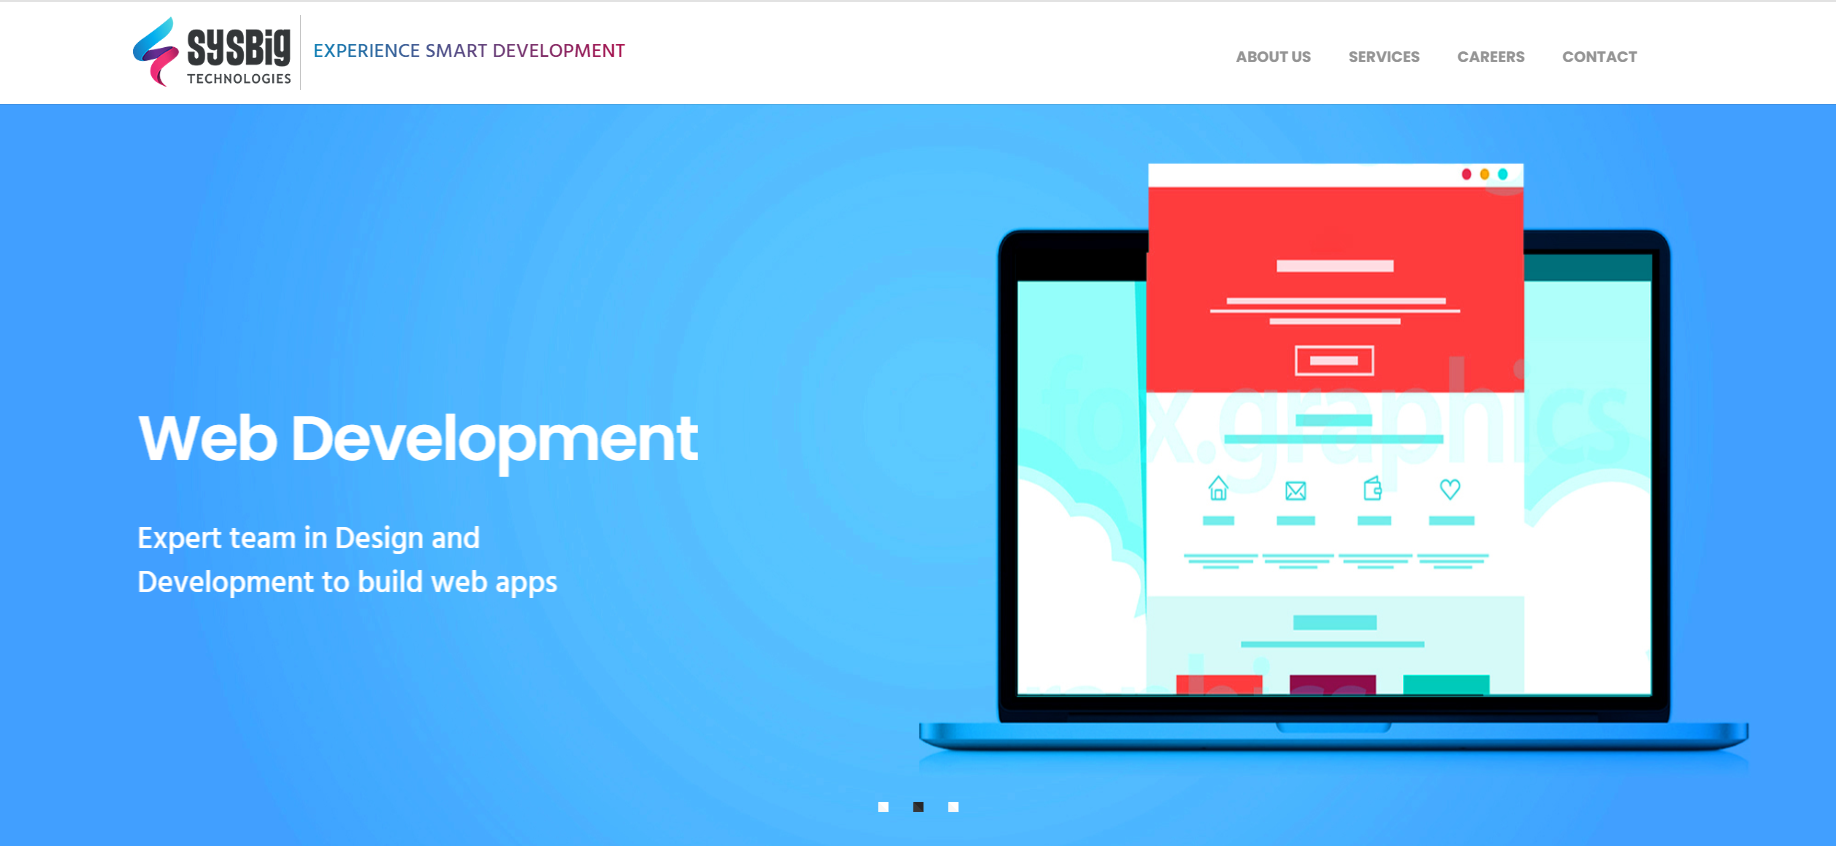 SYSBig
TECHNOLOGIES
EXPERIENCE SMART DEVELOPMENT
ABOUT US
SERVICES
CAREERS
CONTACT
Web Development
Expert team in Design and
Development to build web apps
fox.graphics